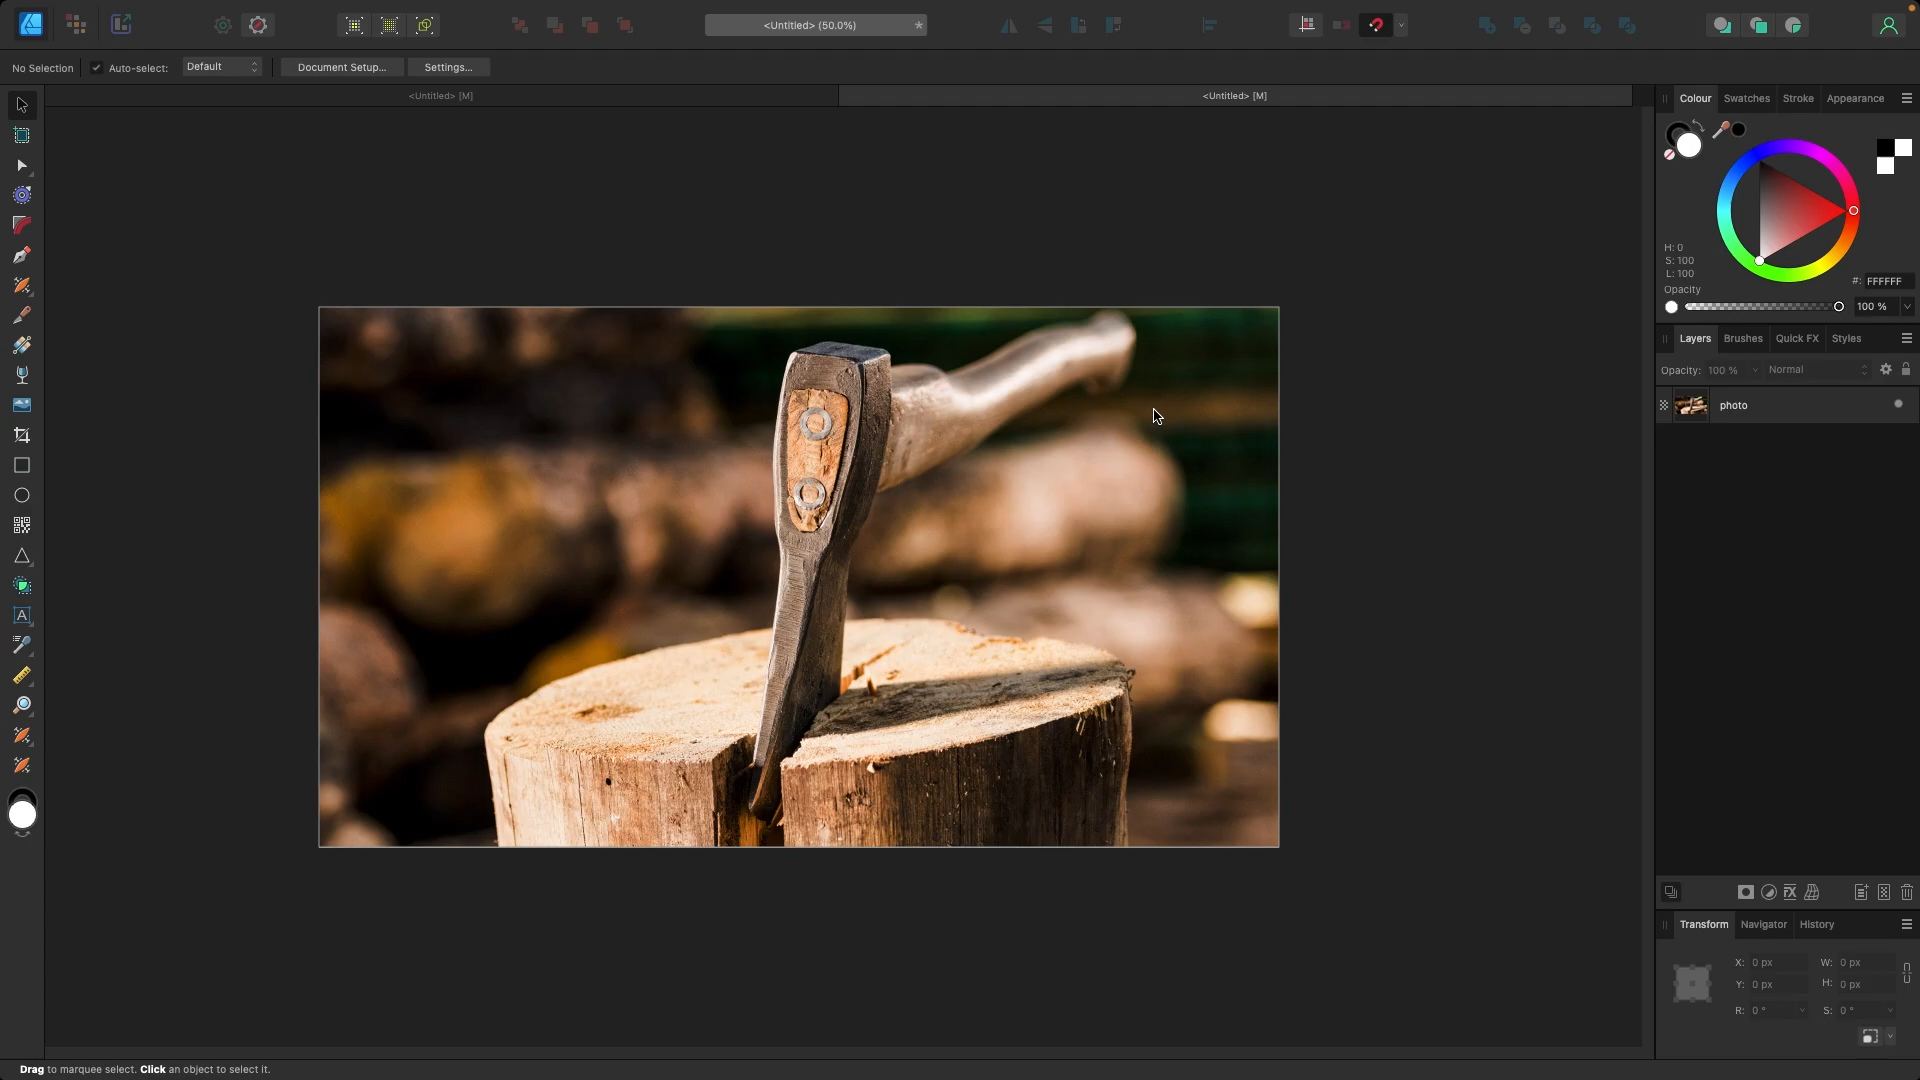 <Untitled> (50.0%)
*
No Selection
Auto-select:
Default
Document Setup...
Settings...
<Untitled> [M]
<Untitled> [M]
Colour
Swatches
Stroke
Appearance
H: 0
S: 100
L: 100
#: FFFFFF
Opacity
100 %
Layers
Brushes
Quick FX
Styles
Opacity: 100 %
Normal
photo
A
FX
Transform
Navigator
History
X: 0 px
W: 0 px
Y: 0 px
H: 0 px
R: 0 °
S: 0 °
Drag to marquee select. Click an object to select it.